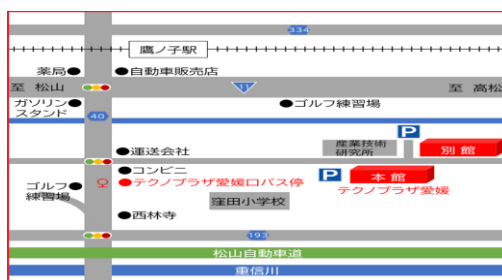 334
鷹ノ子駅
薬局
自動車販売店
至 松山
11
至 高松
ガソリン
スタンド
40
ゴルフ練習場
P
運送会社
産業技術
研究所
別館
コンビニ
テクノプラザ愛媛口バス停
P
本館
テクノプラザ愛媛
ゴルフ
練習場
窪田小学校
西林寺
193
松山自動車道
重信川